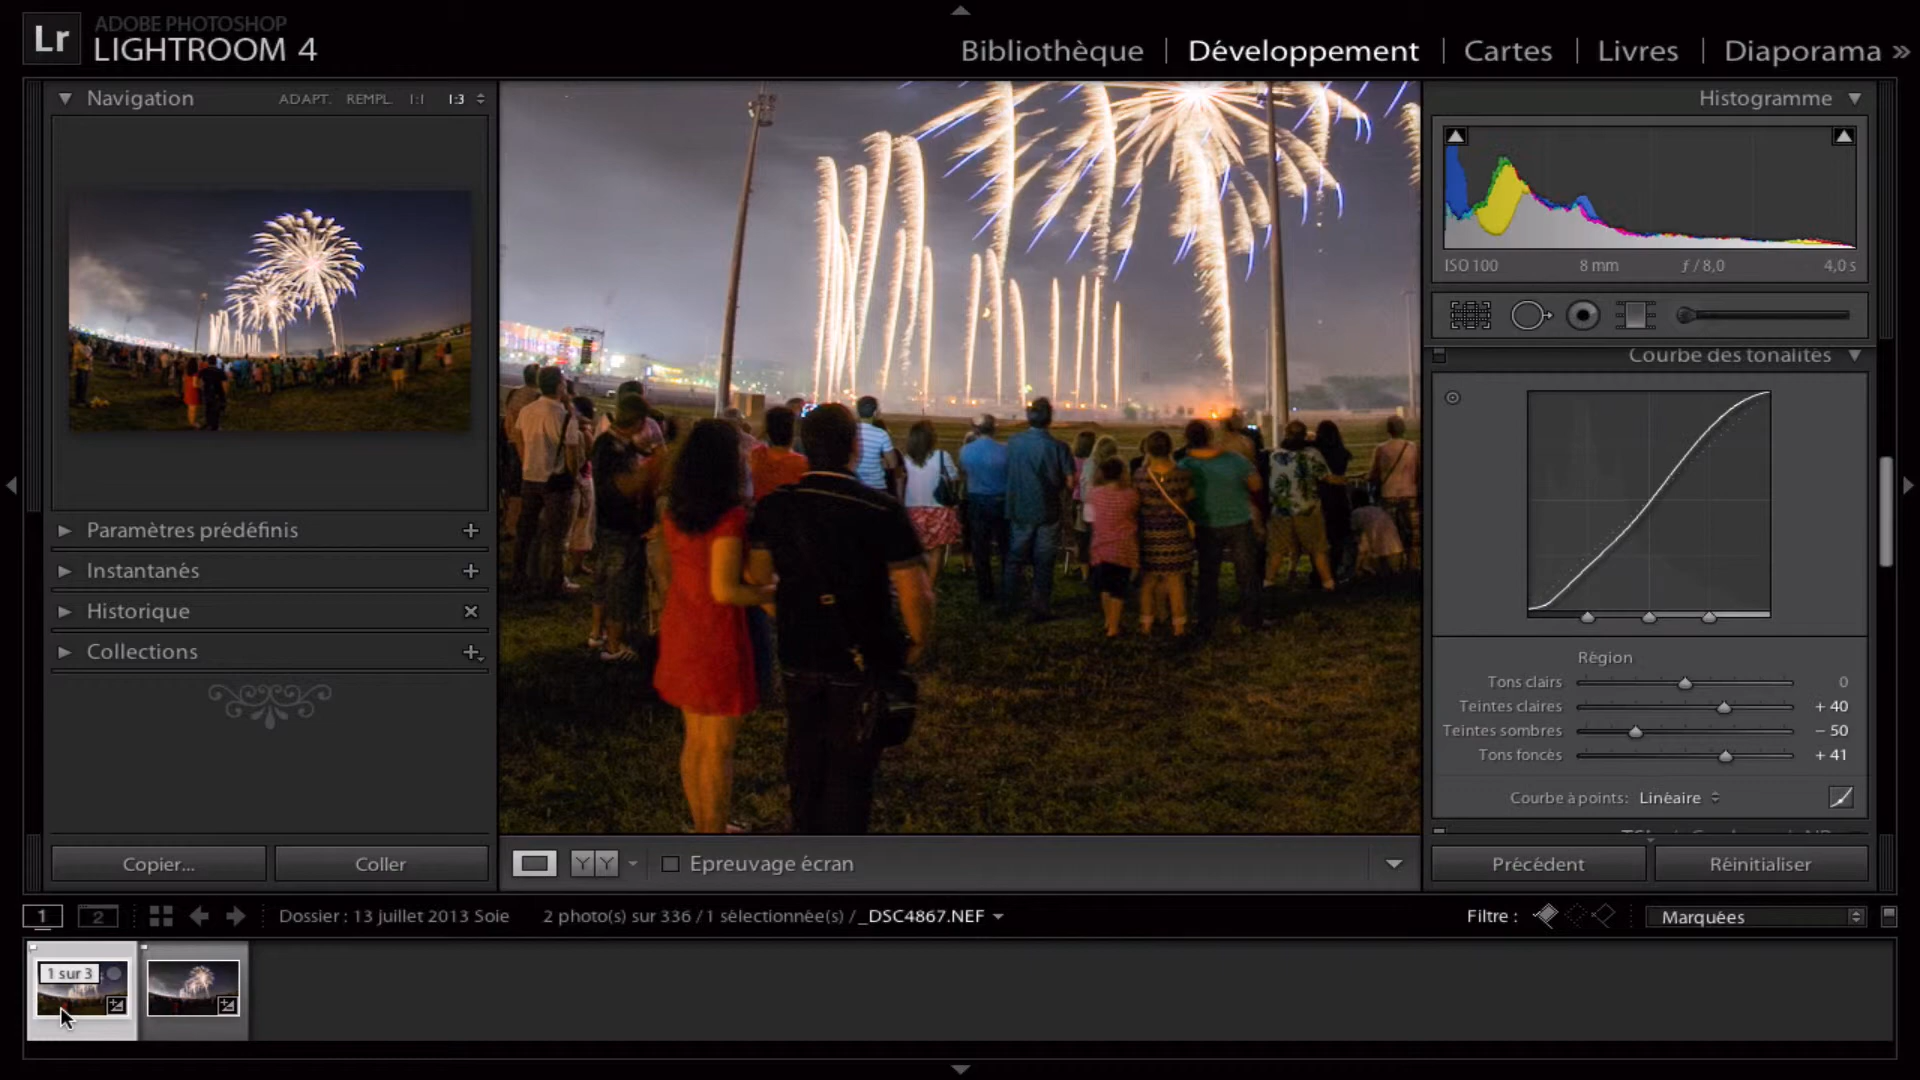 Lr
ADOBE PHOTOSHOP
LIGHTROOM 4
Bibliothèque | Développement | Cartes | Livres | Diaporama »
Navigation ADAPT. REMPL. 1:1 1:3
Paramètres prédéfinis
Instantanés
Historique
Collections
Copier... Coller
YY Epreuvage écran
Histogramme
ISO 100 8 mm ƒ / 8,0 4,0 s
Courbe des tonalités
Région
Tons clairs 0
Teintes claires + 40
Teintes sombres - 50
Tons foncés + 41
Courbe à points: Linéaire
Précédent Réinitialiser
1 2 Dossier : 13 juillet 2013 Soie 2 photo(s) sur 336 / 1 sélectionnée(s) / _DSC4867.NEF Filtre : Marquées
1 sur 3